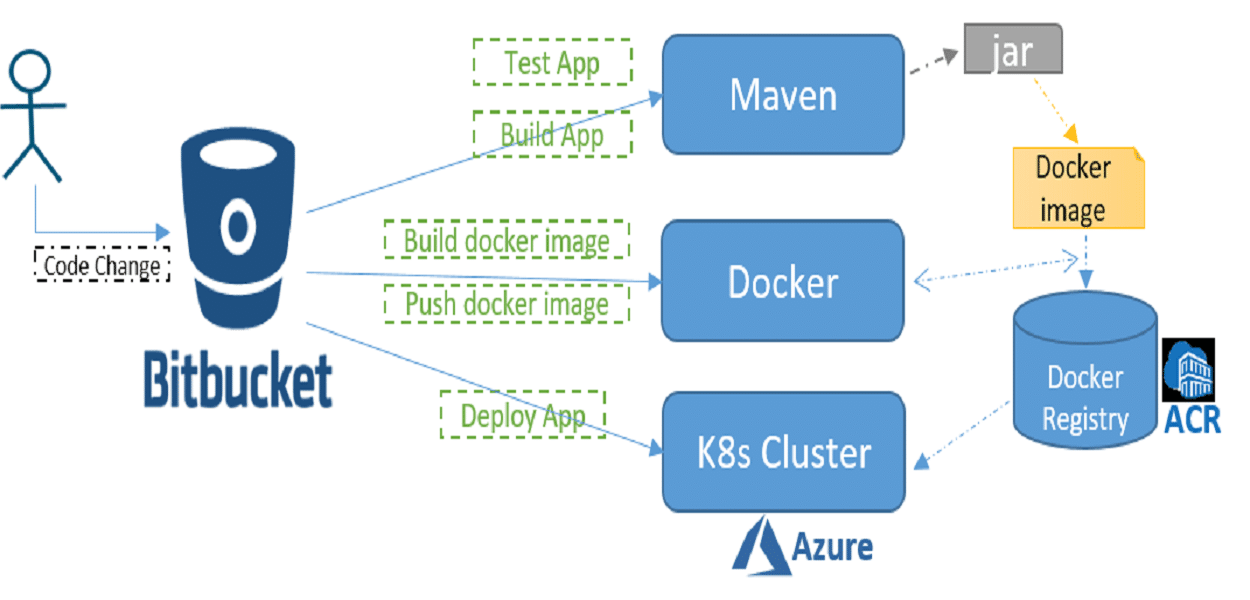 Test App
Maven
jar
Build App
Docker
image
Code Change
Build docker image
Docker
Push docker image
Bitbucket
Docker
Registry
ACR
Deploy App
K8s Cluster
Azure